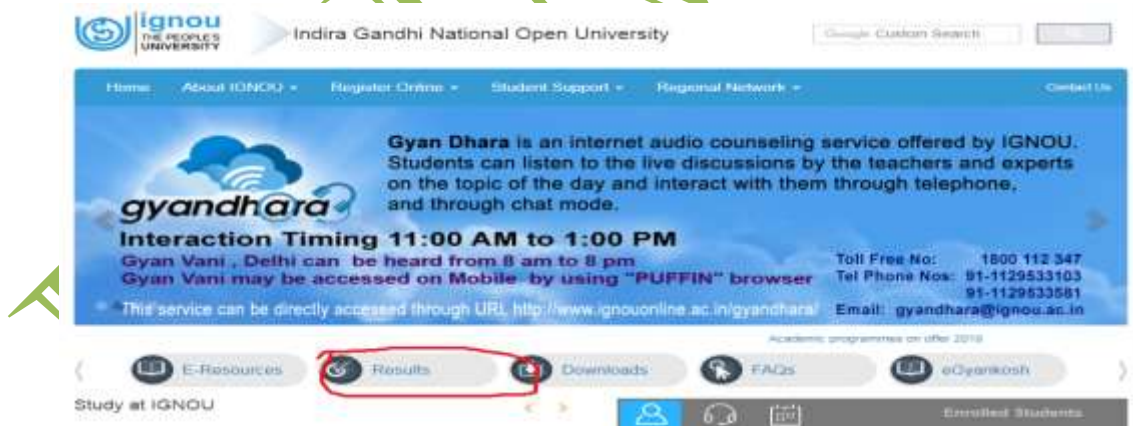 ignou
THE PEOPLE'S
UNIVERSITY
Indira Gandhi National Open University
Google Custom Search
Home About IGNOU Register Online Student Support Regional Network Contact Us
Gyan Dhara is an internet audio counseling service offered by IGNOU.
Students can listen to the live discussions by the teachers and experts
on the topic of the day and interact with them through telephone,
and through chat mode.
gyandhara
Interaction Timing 11:00 AM to 1:00 PM
Gyan Vani , Delhi can be heard from 8 am to 8 pm
Gyan Vani may be accessed on Mobile by using "PUFFIN" browser
This service can be directly accessed through URL http://www.ignouonline.ac.in/gyandhara/
Toll Free No: 1800 112 347
Tel Phone Nos: 91-1129533103
91-1129533581
Email: gyandhara@ignou.ac.in
Academic programmes on offer 2019
E-Resources Results Downloads FAQs eGyankosh
Study at IGNOU
Enrolled Students